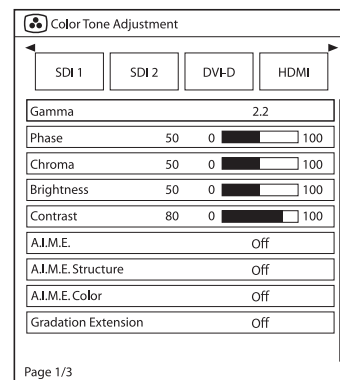 Color Tone Adjustment
SDI 1 SDI 2 DVI-D HDMI
Gamma 2.2
Phase 50 0 100
Chroma 50 0 100
Brightness 50 0 100
Contrast 80 0 100
A.I.M.E. Off
A.I.M.E. Structure Off
A.I.M.E. Color Off
Gradation Extension Off
Page 1/3